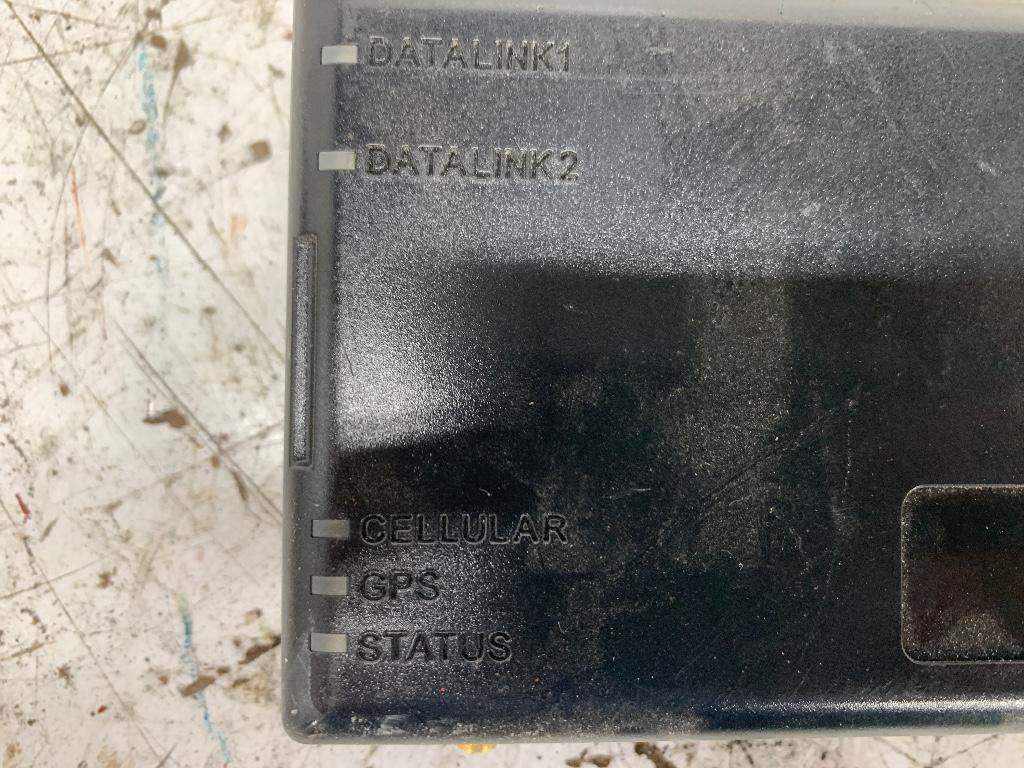 DATALINK1
DATALINK2
CELLULAR
GPS
STATUS